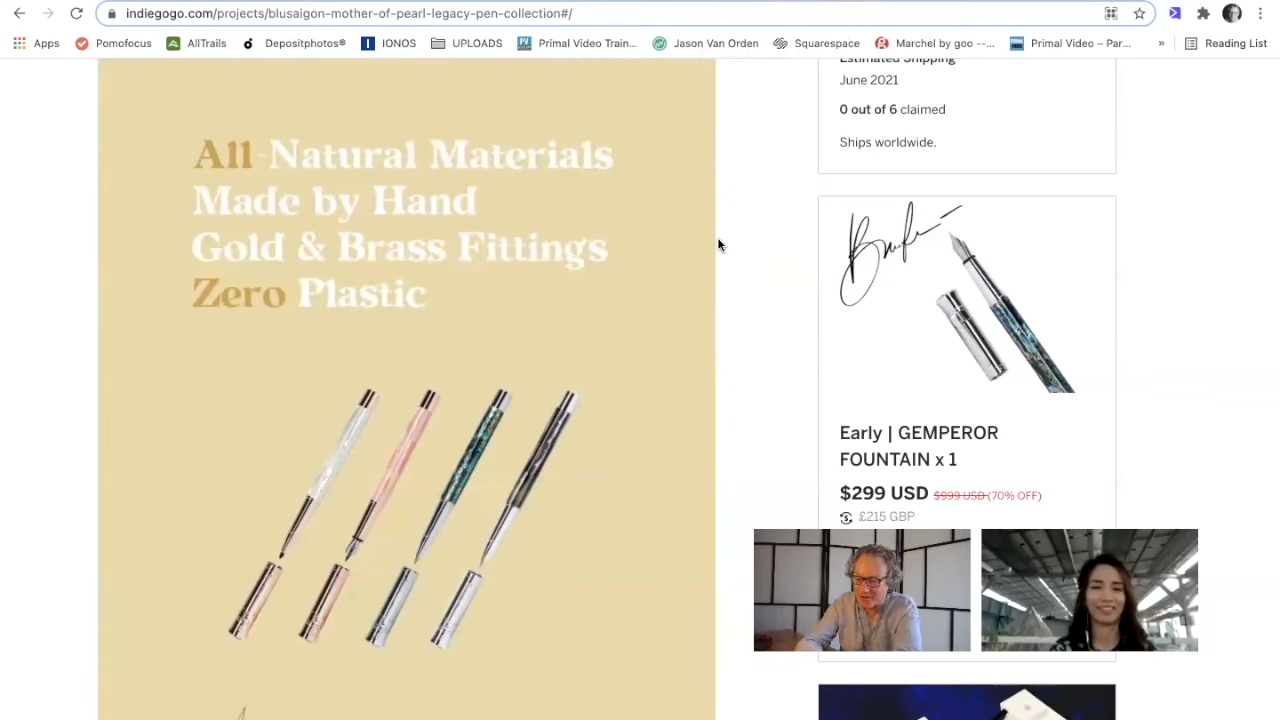 indiegogo.com/projects/blusaigon-mother-of-pearl-legacy-pen-collection#/
Apps
Pomofocus
AllTrails
Depositphotos®
IONOS
UPLOADS
Primal Video Train...
Jason Van Orden
Squarespace
Marchel by goo --...
Primal Video – Par...
»
Reading List
All-Natural Materials
Made by Hand
Gold & Brass Fittings
Zero Plastic
Estimated Shipping
June 2021
0 out of 6 claimed
Ships worldwide.
Early | GEMPEROR
FOUNTAIN x 1
$299 USD $999 USD (70% OFF)
£215 GBP